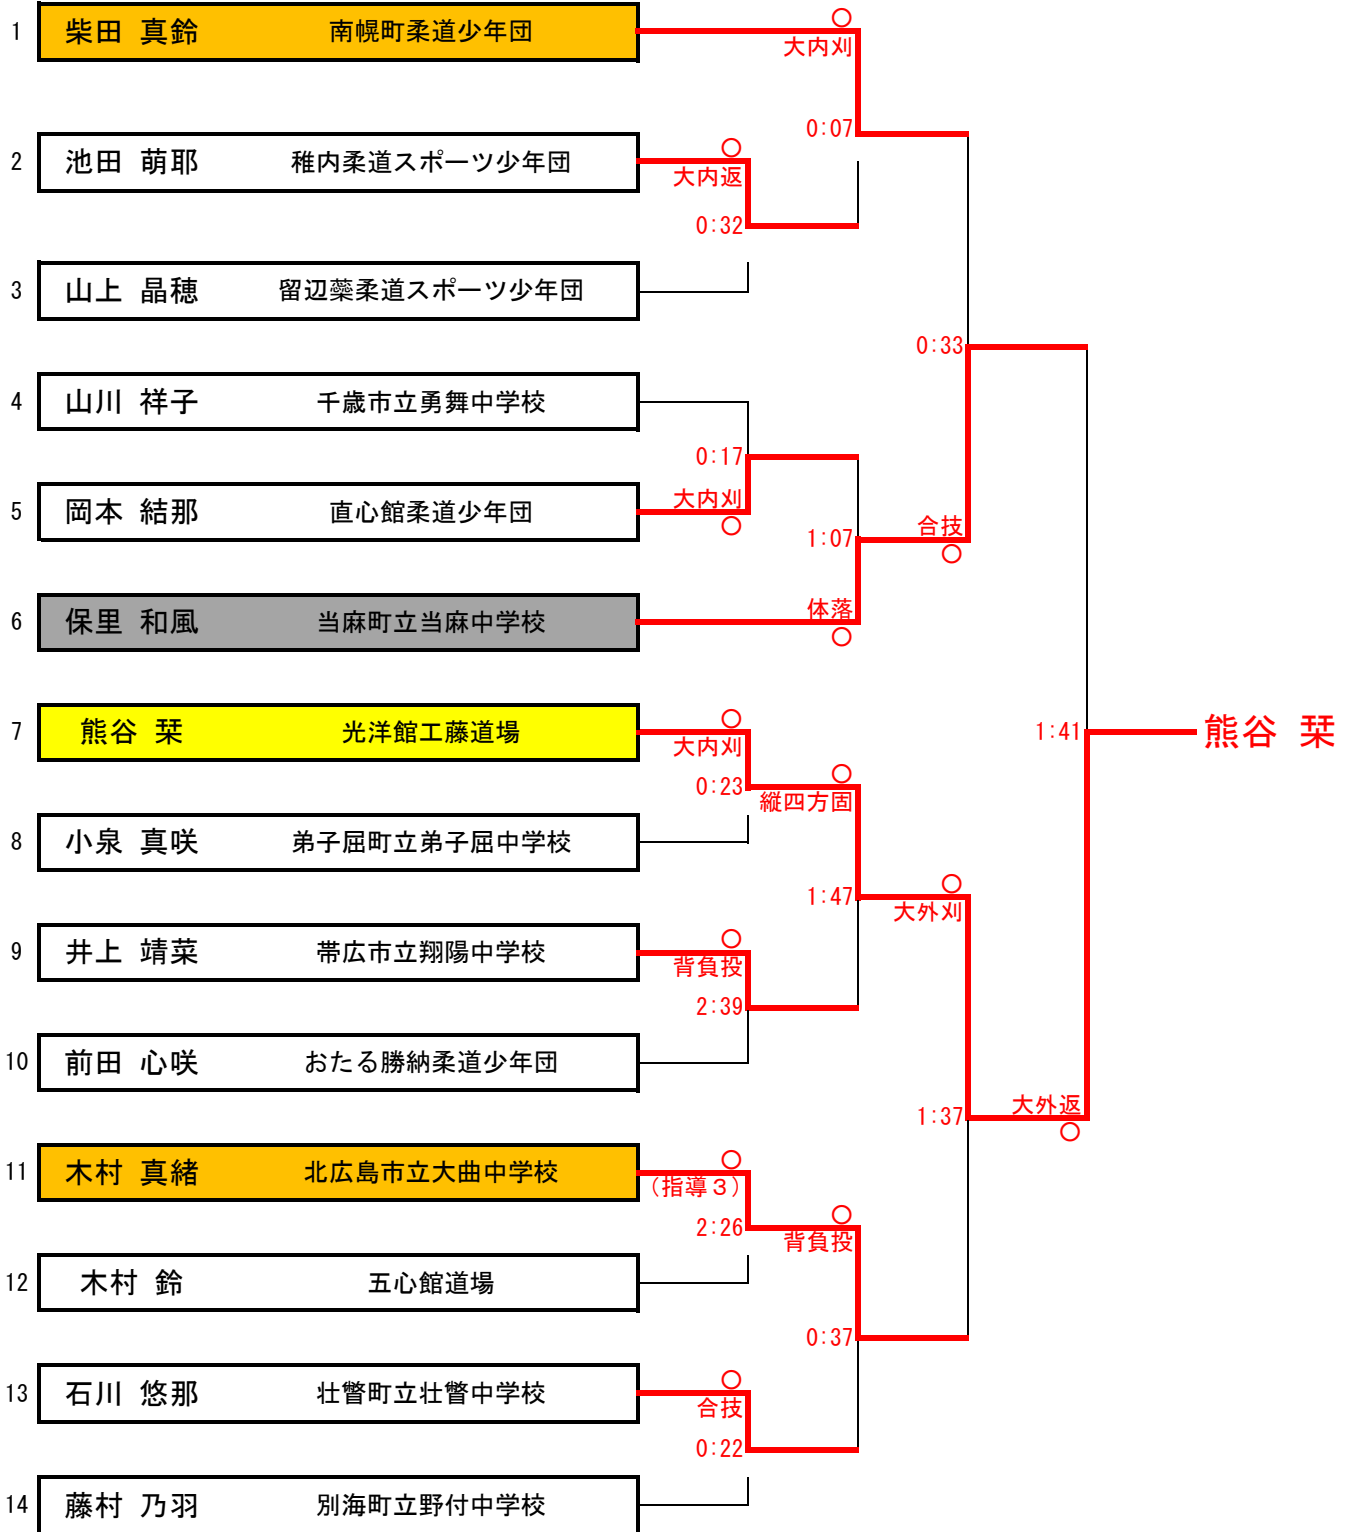 1 柴田 真鈴 南幌町柔道少年団
○
大内刈
0:07
2 池田 萌耶 稚内柔道スポーツ少年団
○
大内返
0:32
3 山上 晶穂 留辺蘂柔道スポーツ少年団
0:33
4 山川 祥子 千歳市立勇舞中学校
0:17
5 岡本 結那 直心館柔道少年団
大内刈
○
1:07
合技
○
6 保里 和風 当麻町立当麻中学校
体落
○
7 熊谷 栞 光洋館工藤道場
○
大内刈
0:23
1:41
熊谷 栞
○
縦四方固
8 小泉 真咲 弟子屈町立弟子屈中学校
1:47
○
大外刈
9 井上 靖菜 帯広市立翔陽中学校
○
背負投
2:39
10 前田 心咲 おたる勝納柔道少年団
1:37
大外返
○
11 木村 真緒 北広島市立大曲中学校
○
(指導３)
2:26
○
背負投
12 木村 鈴 五心館道場
0:37
13 石川 悠那 壮瞥町立壮瞥中学校
○
合技
0:22
14 藤村 乃羽 別海町立野付中学校